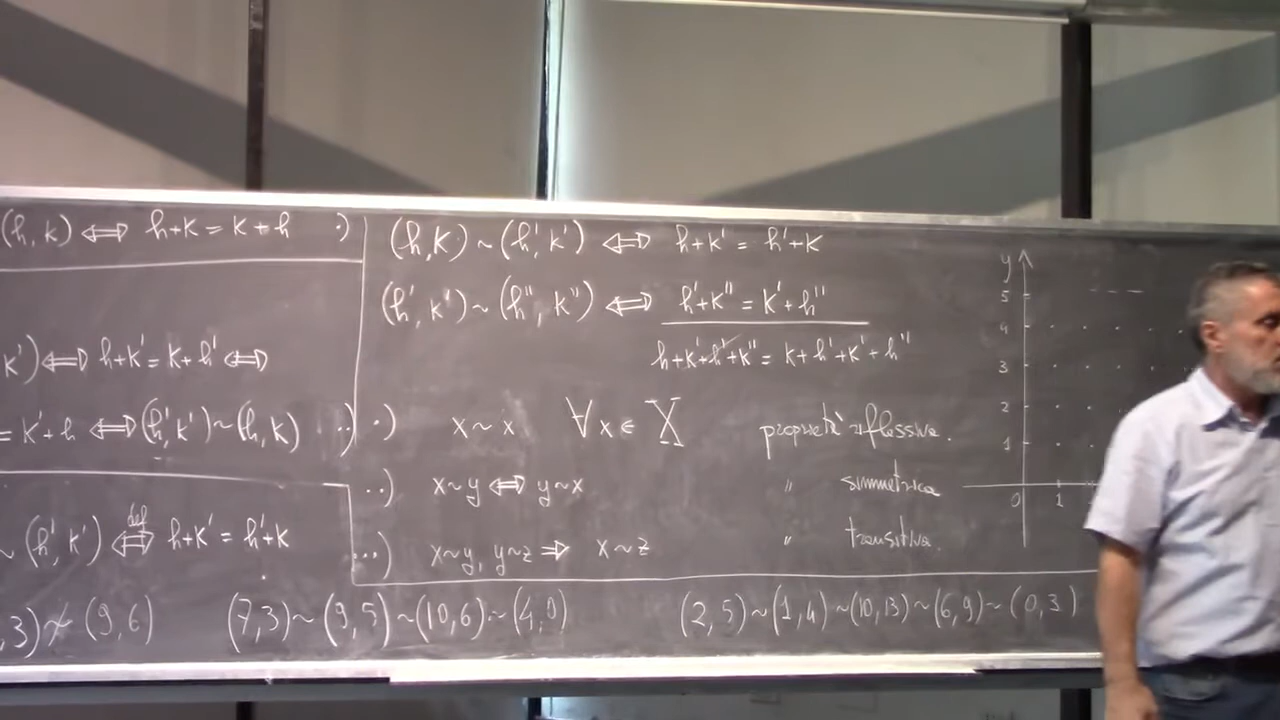 (h, k) ⟺ h+k = k+h .)
k') ⟺ h+k' = k+h' ⟺
= k'+h ⟺ (h', k') ~ (h, k) ..)
~ (h', k') ⟺ def h+k' = h'+k
, 3) ≁ (9, 6)
(h, k) ~ (h', k') ⟺ h+k' = h'+k
(h', k') ~ (h'', k'') ⟺ h'+k'' = k'+h''
h+k'+h'+k'' = k+h'+k'+h''
.) x~x ∀x∈X proprietà riflessiva.
..) x~y ⟺ y~x " simmetrica
...) x~y, y~z ⇒ x~z " transitiva.
(7,3) ~ (9,5) ~ (10,6) ~ (4,0)
(2,5) ~ (1,4) ~ (10,13) ~ (6,9) ~ (0,3)
y
5
4
3
2
1
0 1